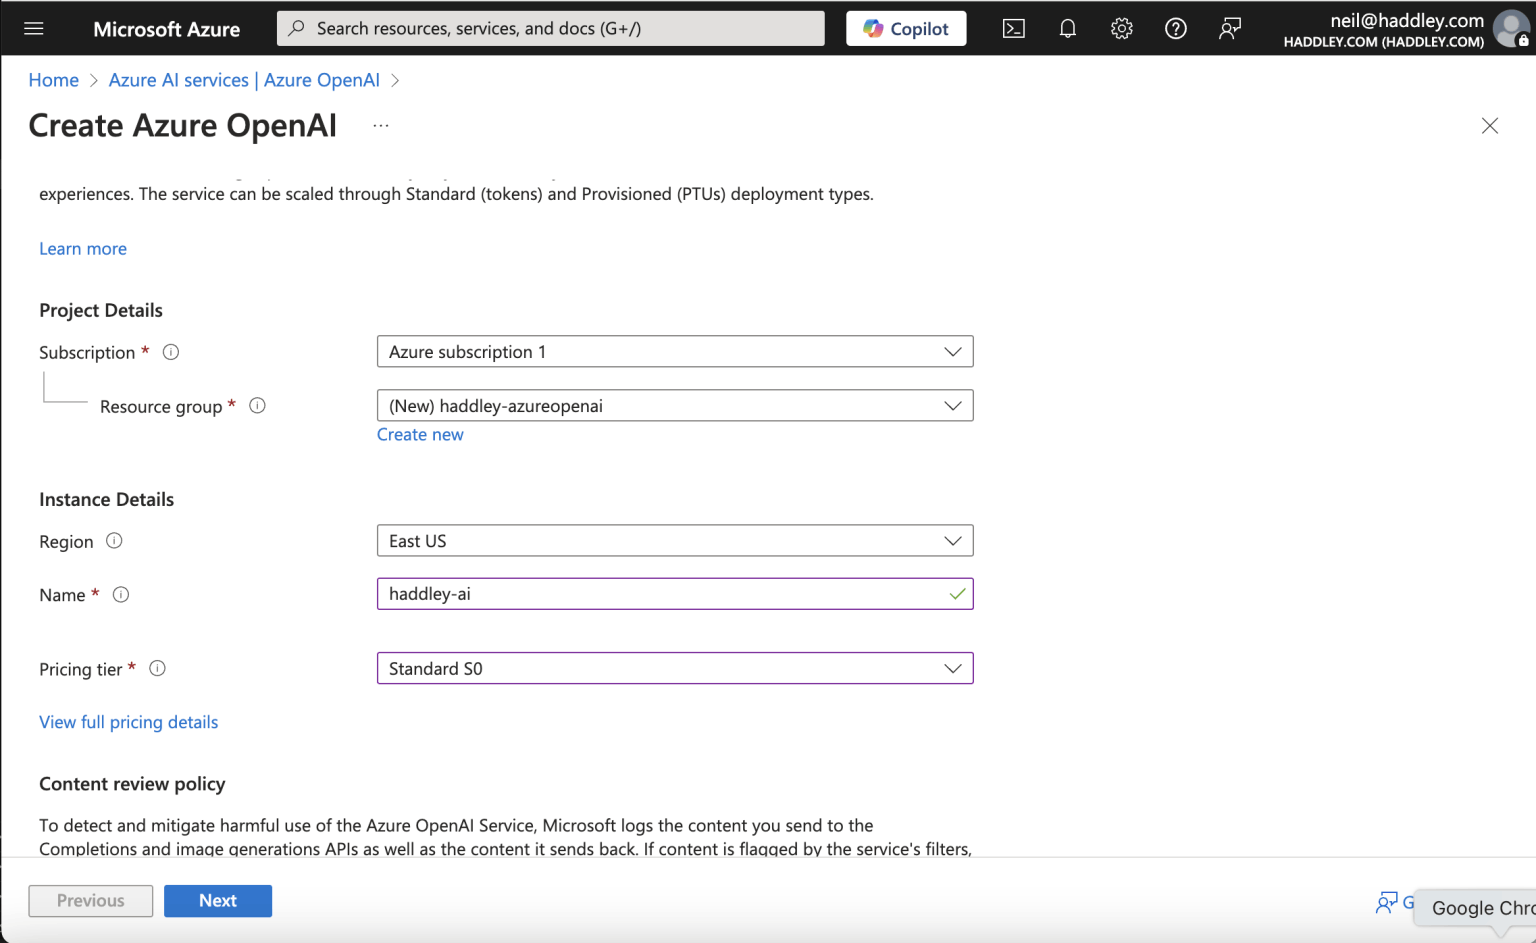 Microsoft Azure
Search resources, services, and docs (G+/)
Copilot
neil@haddley.com
HADDLEY.COM (HADDLEY.COM)
Home > Azure AI services | Azure OpenAI >
Create Azure OpenAI ...
experiences. The service can be scaled through Standard (tokens) and Provisioned (PTUs) deployment types.
Learn more
Project Details
Subscription *
Azure subscription 1
Resource group *
(New) haddley-azureopenai
Create new
Instance Details
Region
East US
Name *
haddley-ai
Pricing tier *
Standard S0
View full pricing details
Content review policy
To detect and mitigate harmful use of the Azure OpenAI Service, Microsoft logs the content you send to the
Completions and image generations APIs as well as the content it sends back. If content is flagged by the service's filters,
Previous
Next
G
Google Chro